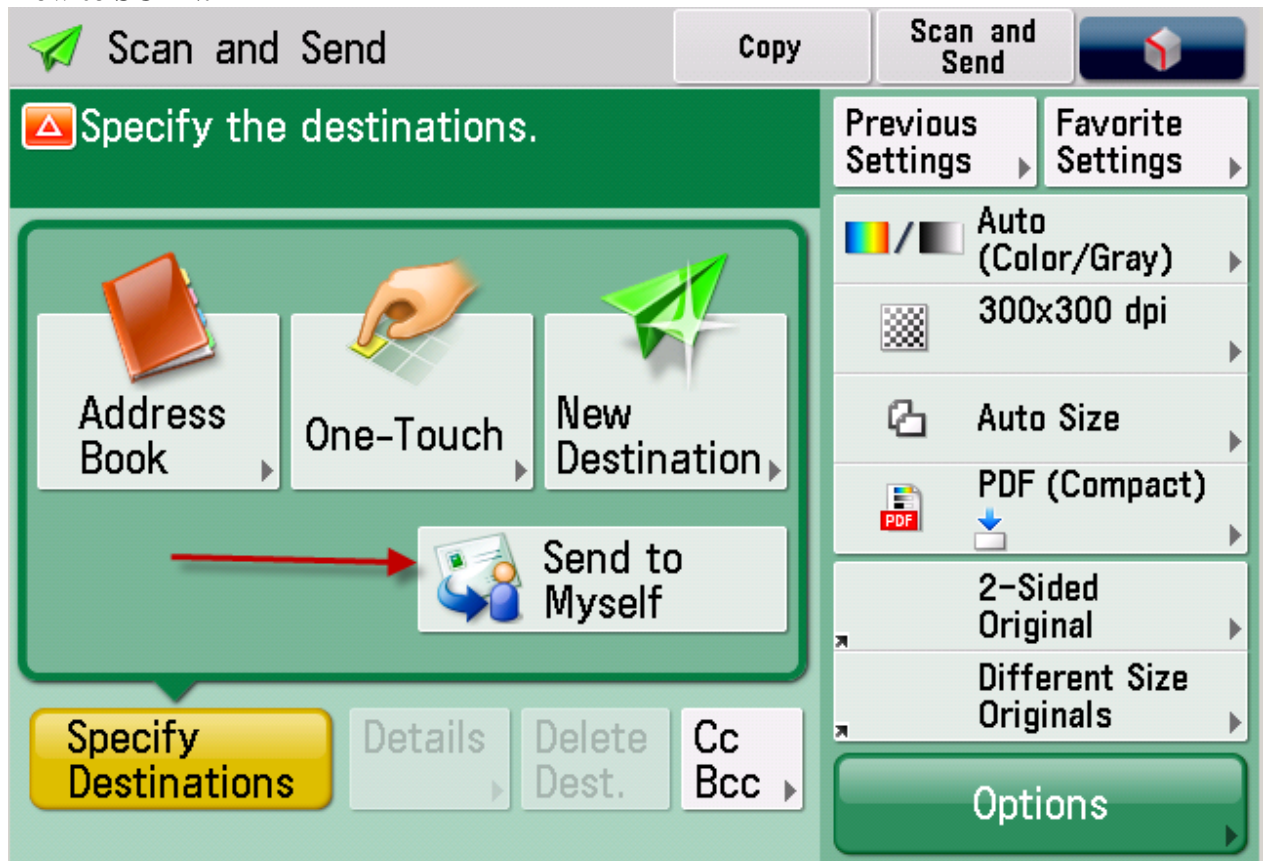 Scan and Send
Copy
Scan and
Send
Specify the destinations.
Previous
Settings
Favorite
Settings
Address
Book
One-Touch
New
Destination
Send to
Myself
Auto
(Color/Gray)
300x300 dpi
Auto Size
PDF (Compact)
PDF
2-Sided
Original
Different Size
Originals
Specify
Destinations
Details
Delete
Dest.
Cc
Bcc
Options